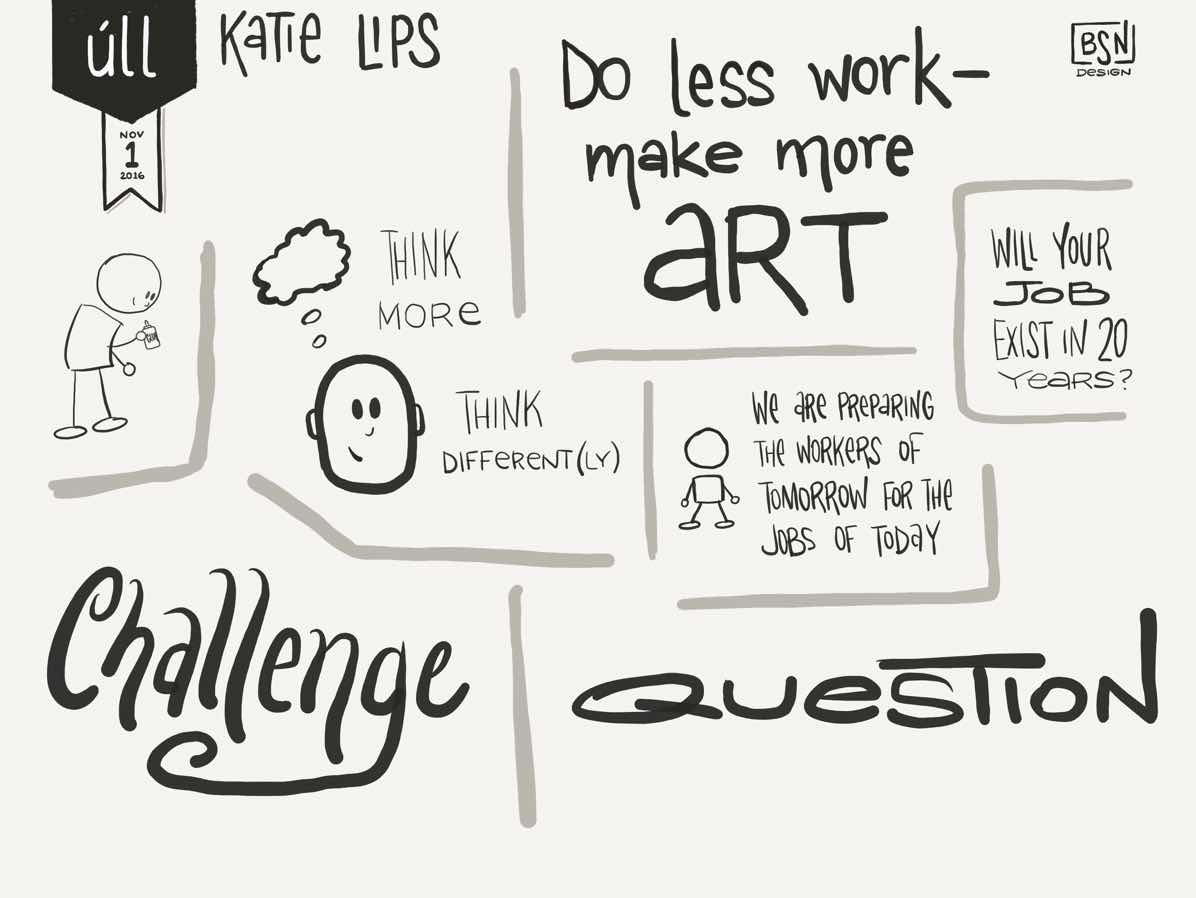 úll
NOV
1
2016
KATIE LIPS
Do less work-
make more
ART
BSN
DESIGN
THINK
MORE
THINK
DIFFERENT(LY)
WILL YOUR
JOB
EXIST IN 20
YEARS?
WE ARE PREPARING
THE WORKERS OF
TOMORROW FOR THE
JOBS OF TODAY
Challenge
QUESTION